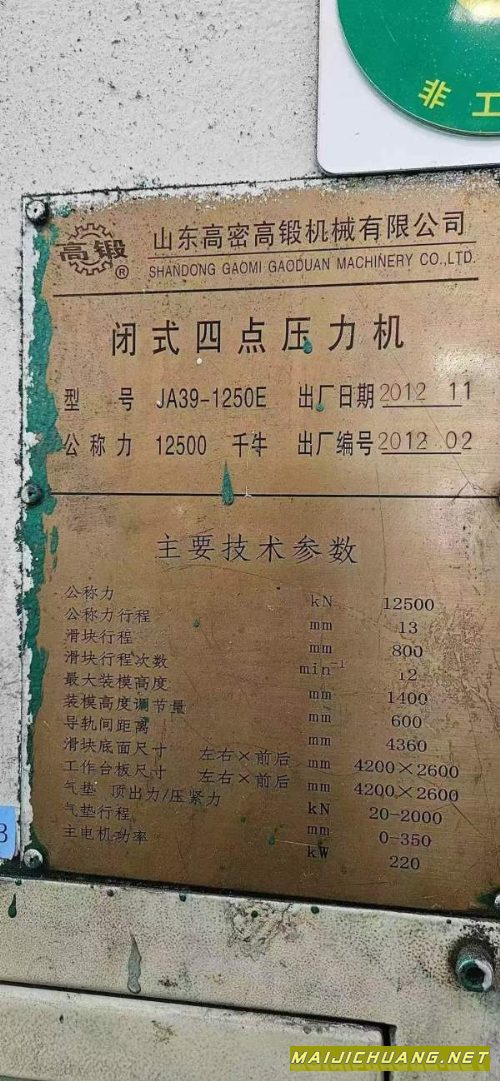 非工
高锻®
山东高密高锻机械有限公司
SHANDONG GAOMI GAODUAN MACHINERY CO.,LTD.
闭式四点压力机
型 号 JA39-1250E 出厂日期 2012 11
公称力 12500 千牛 出厂编号 2012 02
主要技术参数
公称力 kN 12500
公称力行程 mm 13
滑块行程 mm 800
滑块行程次数 min⁻¹ 12
最大装模高度 mm 1400
装模高度调节量 mm 600
导轨间距离 mm 4360
滑块底面尺寸 左右×前后 mm 4200×2600
工作台板尺寸 左右×前后 mm 4200×2600
气垫 顶出力/压紧力 kN 20-2000
气垫行程 mm 0-350
主电机功率 kW 220
MAIJICHUANG.NET